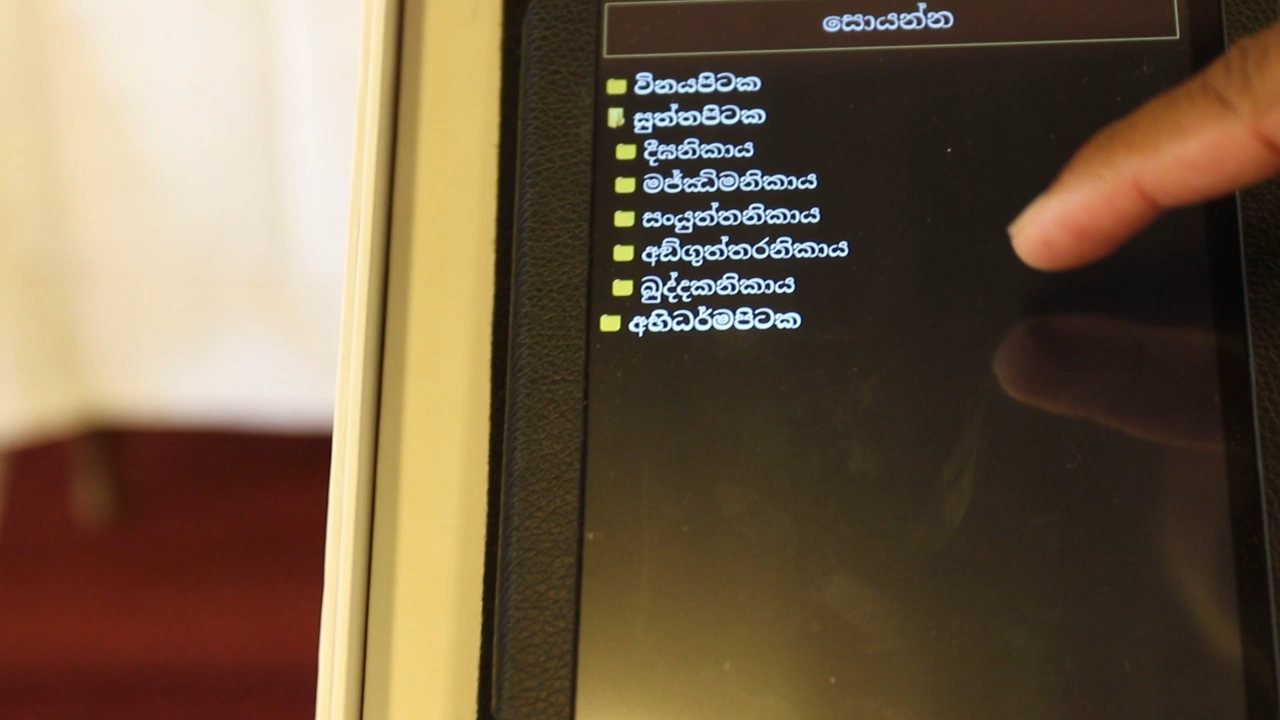 සොයන්න
විනයපිටක
සුත්තපිටක
දීඝනිකාය
මජ්ඣිමනිකාය
සංයුත්තනිකාය
අඞ්ගුත්තරනිකාය
ඛුද්දකනිකාය
අභිධර්මපිටක